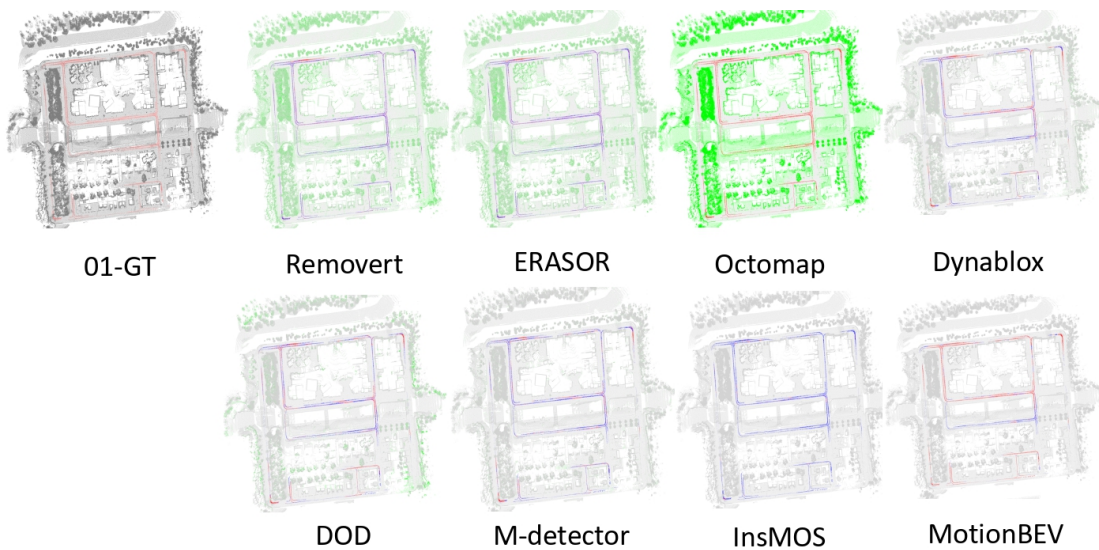 01-GT
Removert
ERASOR
Octomap
Dynablox
DOD
M-detector
InsMOS
MotionBEV